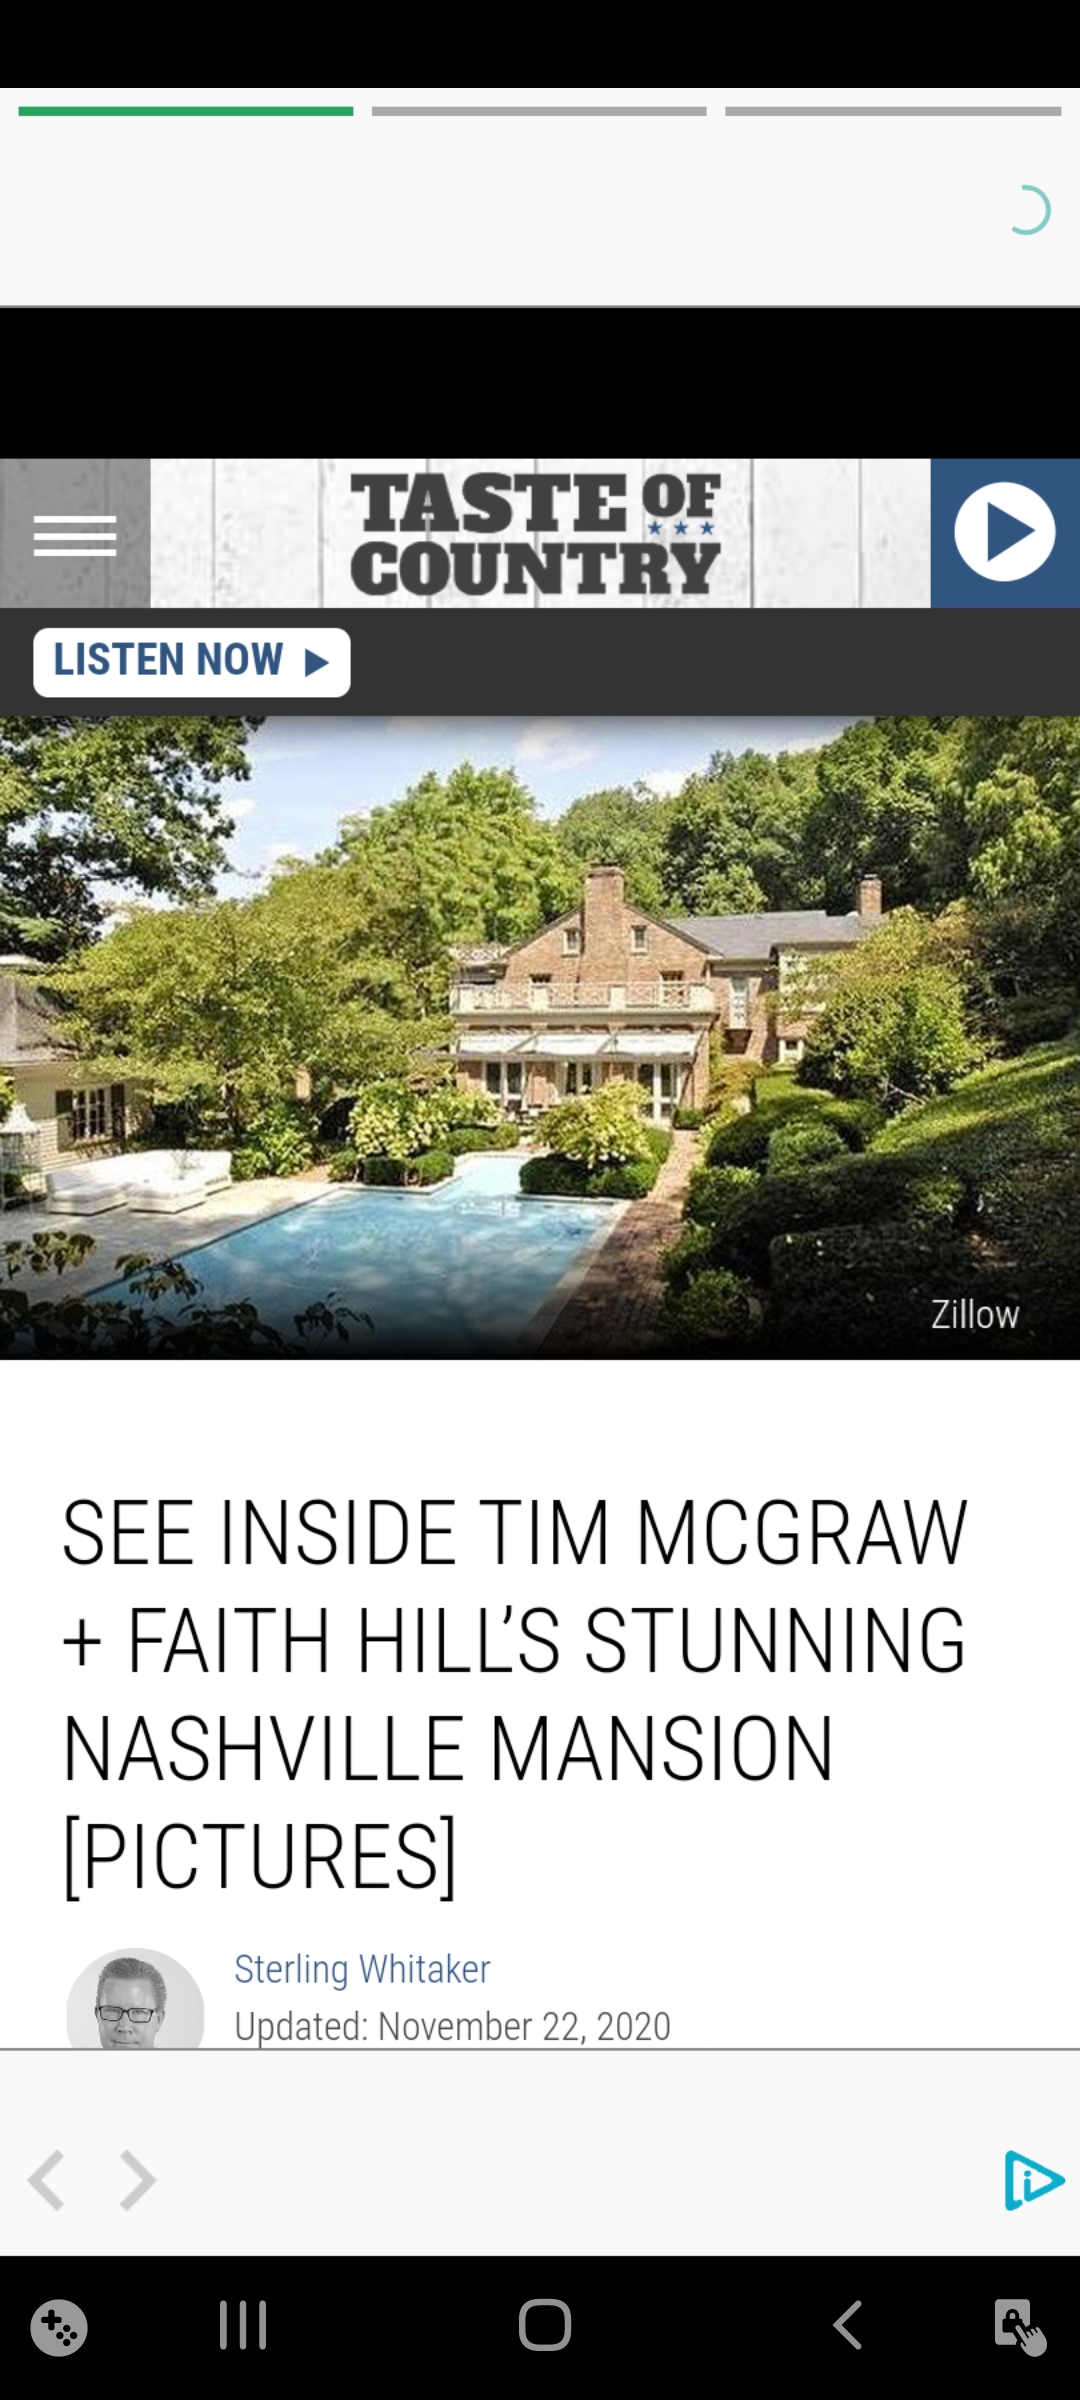 TASTE OF
COUNTRY
LISTEN NOW
Zillow
SEE INSIDE TIM MCGRAW
+ FAITH HILL’S STUNNING
NASHVILLE MANSION
[PICTURES]
Sterling Whitaker
Updated: November 22, 2020